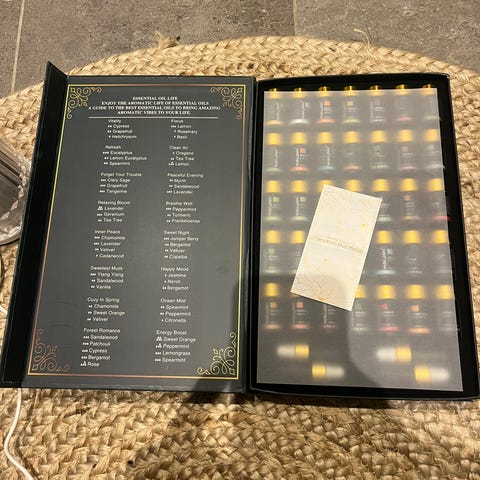 ESSENTIAL OIL LIFE
ENJOY THE AROMATIC LIFE OF ESSENTIAL OILS
A GUIDE TO THE BEST ESSENTIAL OILS TO BRING AMAZING
AROMATIC VIBES TO YOUR LIFE.
Vitality
Cypress
Grapefruit
Helichrysum
Refresh
Eucalyptus
Lemon Eucalyptus
Spearmint
Forget Your Trouble
Clary Sage
Grapefruit
Tangerine
Relaxing Bloom
Lavender
Geranium
Tea Tree
Inner Peace
Chamomile
Lavender
Vetiver
Cedarwood
Sweetest Musk
Ylang Ylang
Sandalwood
Vanilla
Cozy In Spring
Chamomile
Sweet Orange
Vetiver
Forest Romance
Sandalwood
Patchouli
Cypress
Bergamot
Rose
Focus
Lemon
Rosemary
Basil
Clean Air
Oregano
Tea Tree
Lemon
Peaceful Evening
Myrrh
Sandalwood
Lavender
Breathe Well
Peppermint
Turmeric
Frankincense
Sweet Night
Juniper Berry
Bergamot
Vetiver
Copaiba
Happy Mood
Jasmine
Neroli
Bergamot
Ocean Mist
Spearmint
Peppermint
Citronella
Energy Boost
Sweet Orange
Peppermint
Lemongrass
Spearmint